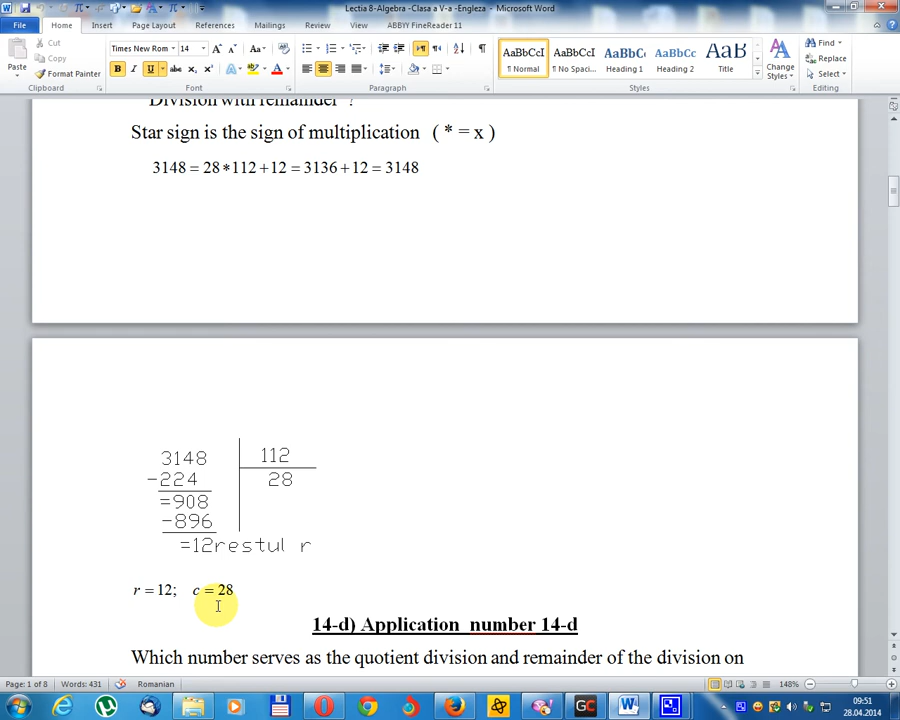 Lectia 8-Algebra -Clasa a V-a -Engleza - Microsoft Word
File Home Insert Page Layout References Mailings Review View ABBYY FineReader 11
Cut
Copy
Format Painter
Paste
Clipboard
Times New Rom 14
Font
Paragraph
AaBbCcI AaBbCcI AaBbC AaBbCc AaB
¶ Normal ¶ No Spaci... Heading 1 Heading 2 Title
Change Styles
Styles
Find
Replace
Select
Editing
Division with remainder ?
Star sign is the sign of multiplication ( * = x )
3148 = 28*112+12 = 3136+12 = 3148
3148 112
-224 28
=908
-896
=12restul r
r = 12; c = 28
14-d) Application number 14-d
Which number serves as the quotient division and remainder of the division on
Page: 1 of 8 Words: 431 Romanian 148%
09:51
28.04.2014